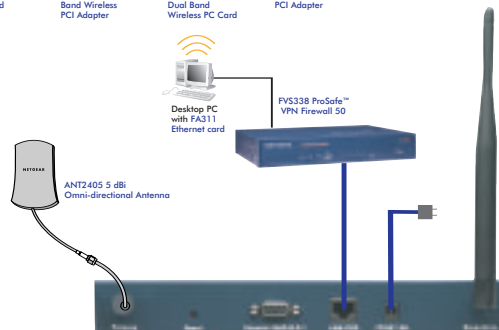 Band Wireless
PCI Adapter
Dual Band
Wireless PC Card
PCI Adapter
Desktop PC
with FA311
Ethernet card
FVS338 ProSafe™
VPN Firewall 50
NETGEAR
ANT2405 5 dBi
Omni-directional Antenna